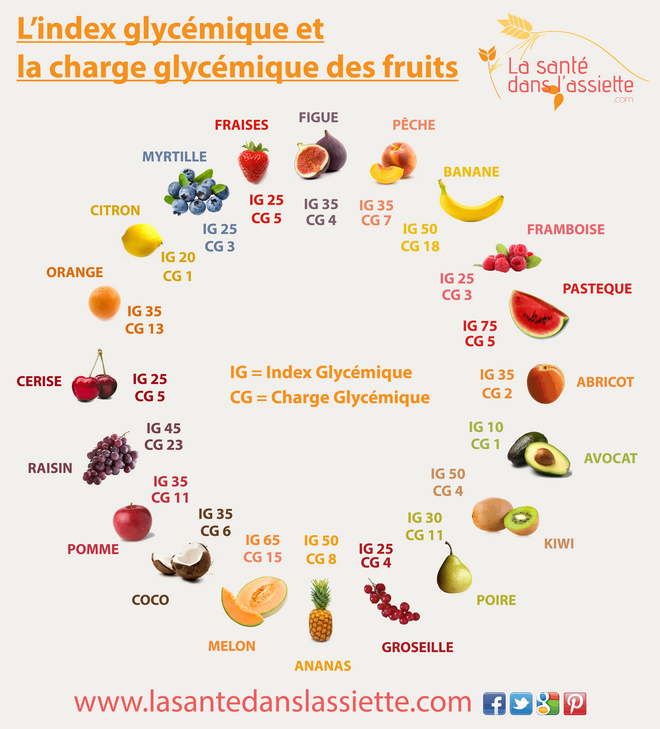 L'index glycémique et
la charge glycémique des fruits
La santé
dans l'assiette
.com
FIGUE
IG 35
CG 4
PÊCHE
IG 35
CG 7
BANANE
IG 50
CG 18
FRAMBOISE
IG 25
CG 3
PASTEQUE
IG 75
CG 5
ABRICOT
IG 35
CG 2
AVOCAT
IG 10
CG 1
KIWI
IG 50
CG 4
POIRE
IG 30
CG 11
GROSEILLE
IG 25
CG 4
ANANAS
IG 50
CG 8
MELON
IG 65
CG 15
COCO
IG 35
CG 6
POMME
IG 35
CG 11
RAISIN
IG 45
CG 23
CERISE
IG 25
CG 5
ORANGE
IG 35
CG 13
CITRON
IG 20
CG 1
MYRTILLE
IG 25
CG 3
FRAISES
IG 25
CG 5
IG = Index Glycémique
CG = Charge Glycémique
www.lasantedanslassiette.com